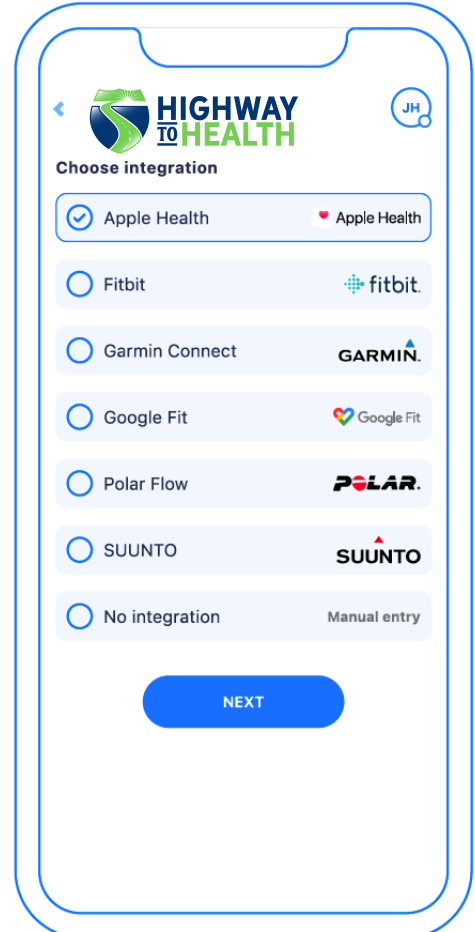 HIGHWAY
TO HEALTH
JH
Choose integration
Apple Health Apple Health
Fitbit fitbit.
Garmin Connect GARMIN.
Google Fit Google Fit
Polar Flow POLAR.
SUUNTO SUUNTO
No integration Manual entry
NEXT